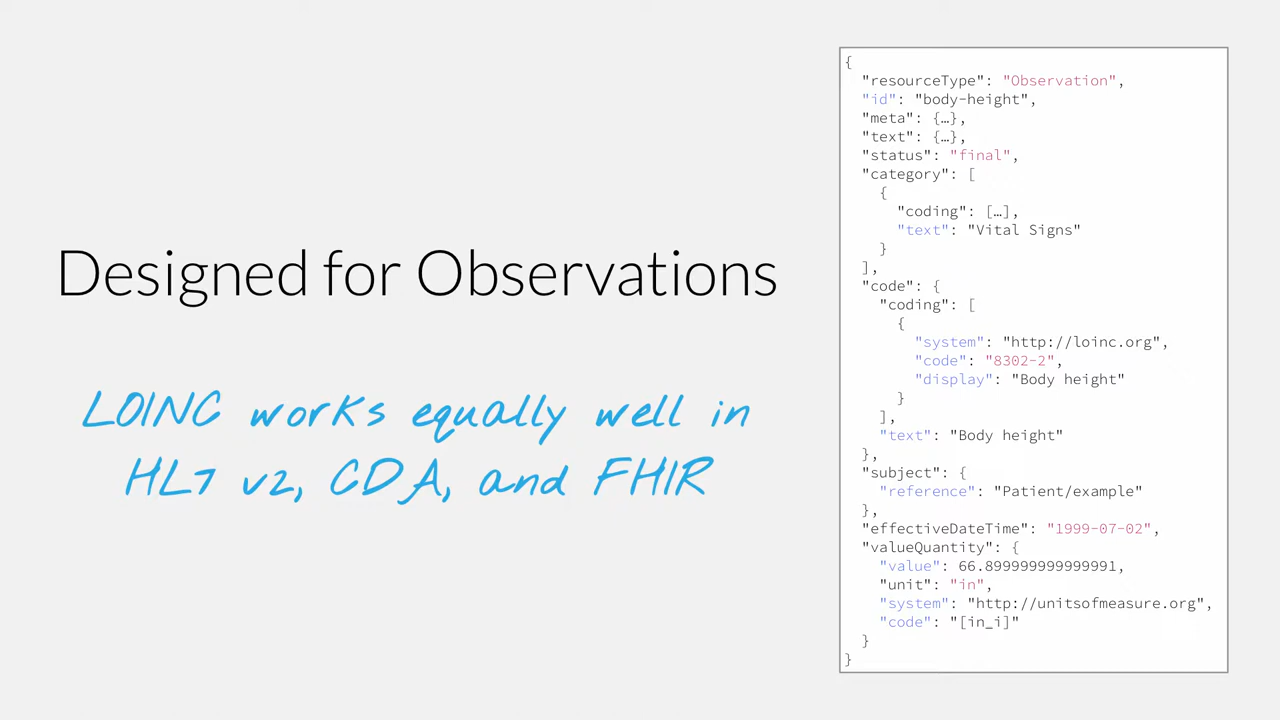 Designed for Observations
LOINC works equally well in
HL7 v2, CDA, and FHIR
{
"resourceType": "Observation",
"id": "body-height",
"meta": {…},
"text": {…},
"status": "final",
"category": [
{
"coding": […],
"text": "Vital Signs"
}
],
"code": {
"coding": [
{
"system": "http://loinc.org",
"code": "8302-2",
"display": "Body height"
}
],
"text": "Body height"
},
"subject": {
"reference": "Patient/example"
},
"effectiveDateTime": "1999-07-02",
"valueQuantity": {
"value": 66.899999999999991,
"unit": "in",
"system": "http://unitsofmeasure.org",
"code": "[in_i]"
}
}